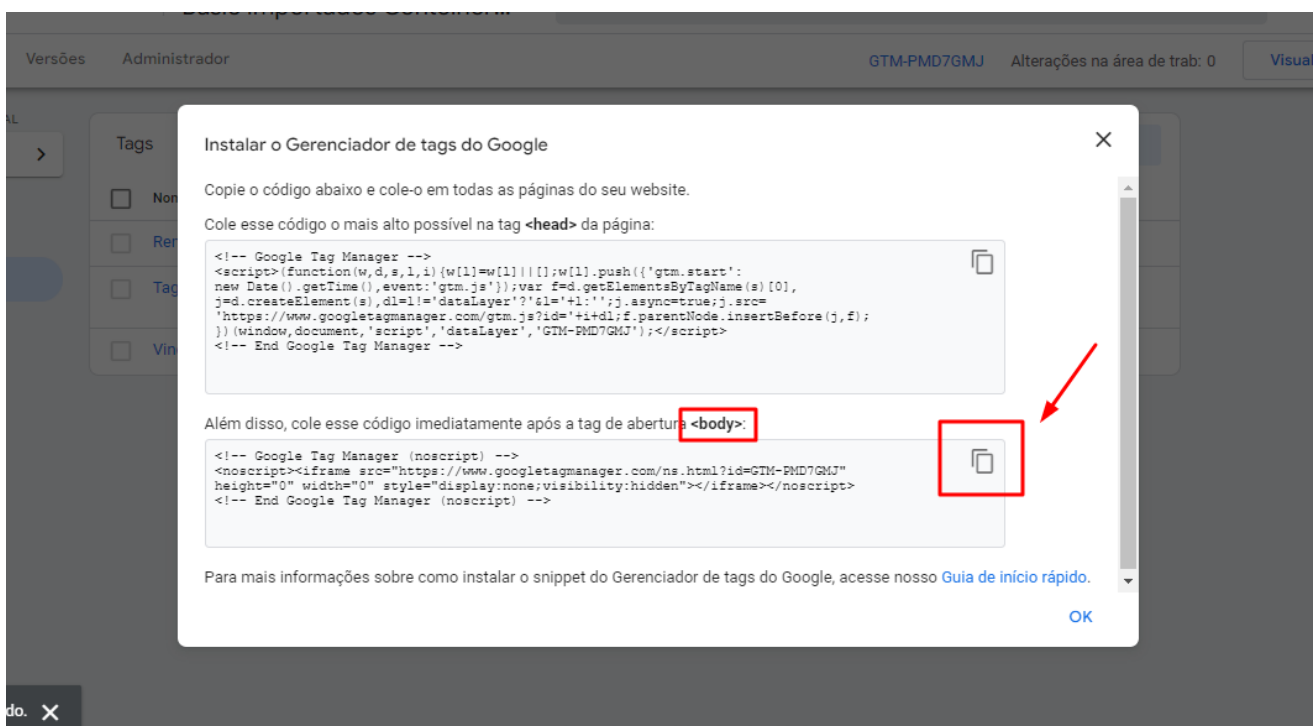 Versões Administrador GTM-PMD7GMJ Alterações na área de trab: 0
Tags
Instalar o Gerenciador de tags do Google
Copie o código abaixo e cole-o em todas as páginas do seu website.
Cole esse código o mais alto possível na tag <head> da página:
<!-- Google Tag Manager -->
<script>(function(w,d,s,l,i){w[l]=w[l]||[];w[l].push({'gtm.start':
new Date().getTime(),event:'gtm.js'});var f=d.getElementsByTagName(s)[0],
j=d.createElement(s),dl=l!='dataLayer'?'&l='+l:'';j.async=true;j.src=
'https://www.googletagmanager.com/gtm.js?id='+i+dl;f.parentNode.insertBefore(j,f);
})(window,document,'script','dataLayer','GTM-PMD7GMJ');</script>
<!-- End Google Tag Manager -->
Além disso, cole esse código imediatamente após a tag de abertura <body>:
<!-- Google Tag Manager (noscript) -->
<noscript><iframe src="https://www.googletagmanager.com/ns.html?id=GTM-PMD7GMJ"
height="0" width="0" style="display:none;visibility:hidden"></iframe></noscript>
<!-- End Google Tag Manager (noscript) -->
Para mais informações sobre como instalar o snippet do Gerenciador de tags do Google, acesse nosso Guia de início rápido.
OK
do.